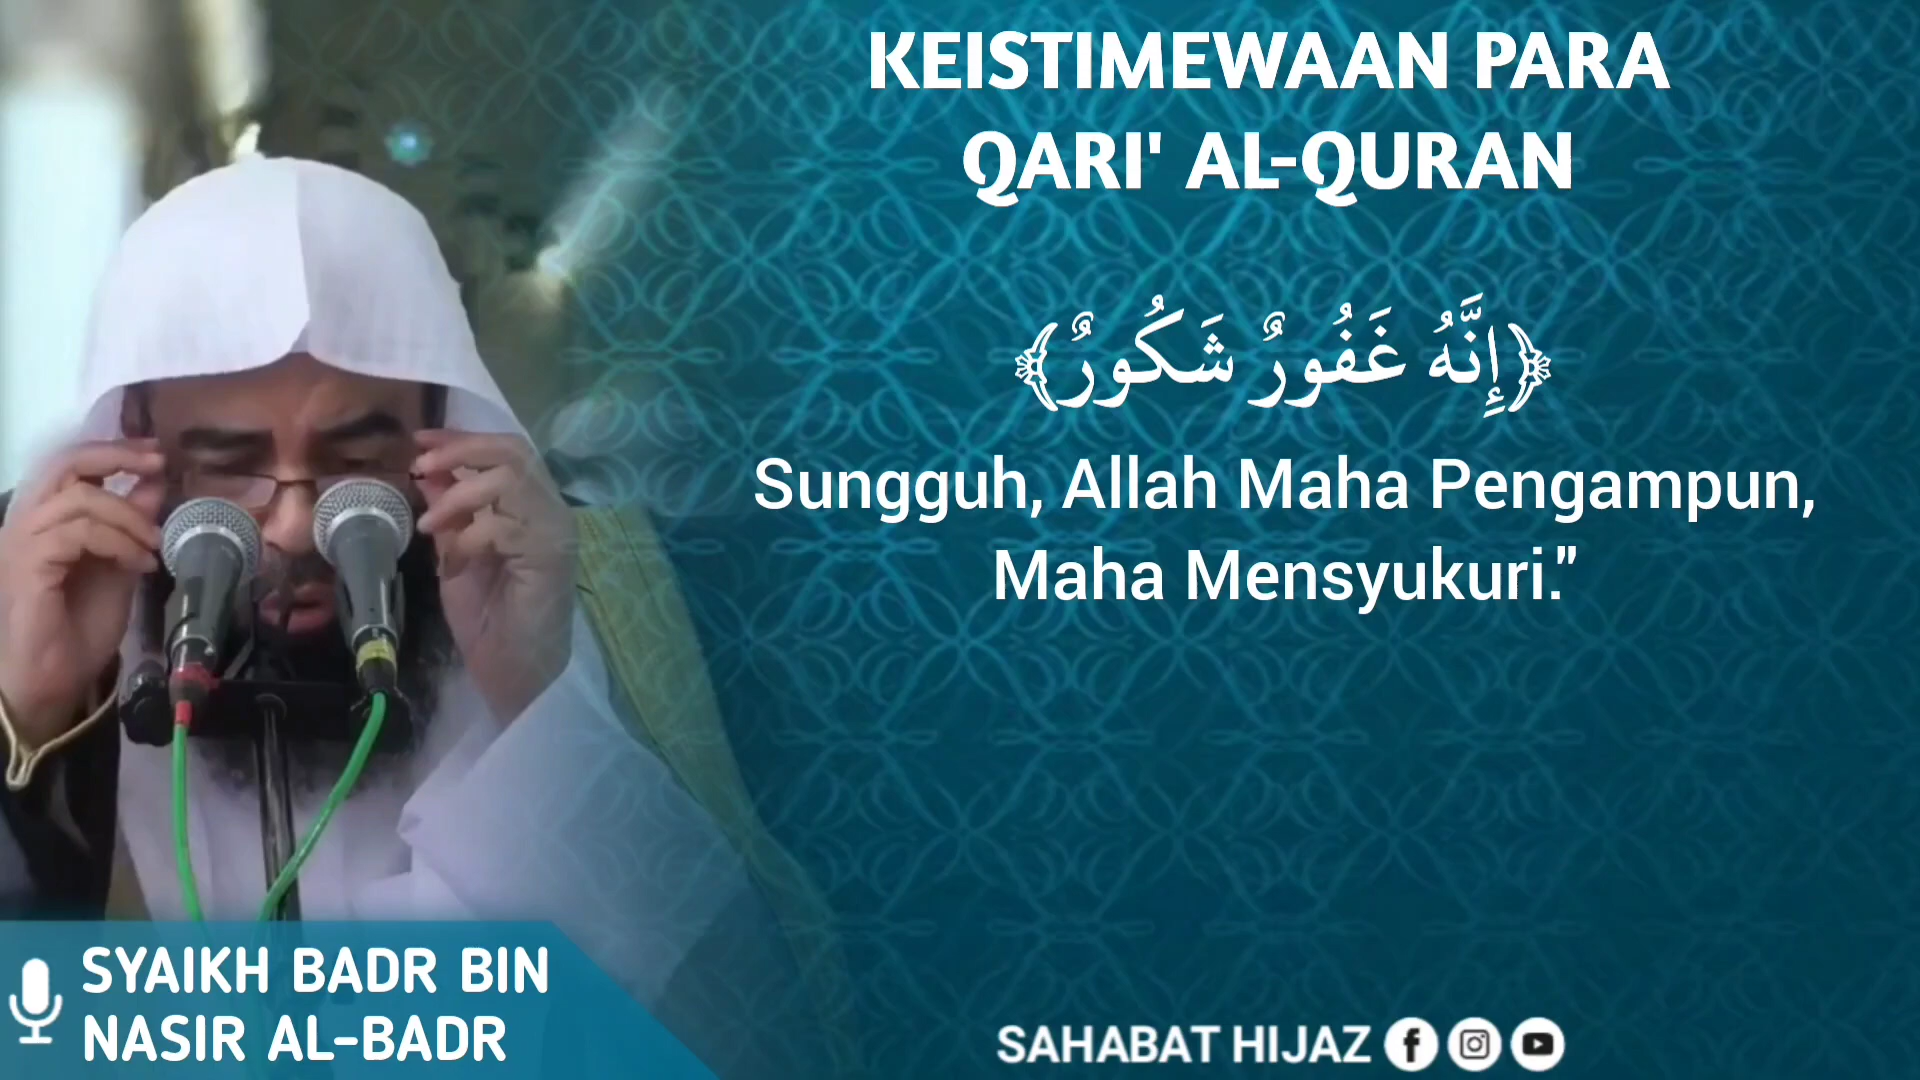 KEISTIMEWAAN PARA
QARI' AL-QURAN
﴿إِنَّهُ غَفُورٌ شَكُورٌ﴾
Sungguh, Allah Maha Pengampun,
Maha Mensyukuri.”
SYAIKH BADR BIN
NASIR AL-BADR
SAHABAT HIJAZ